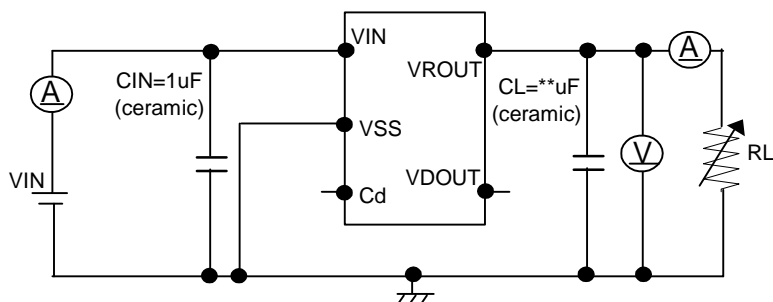 VIN
VROUT
CIN=1uF
(ceramic)
CL=**uF
(ceramic)
A
A
VSS
V
RL
VIN
Cd
VDOUT